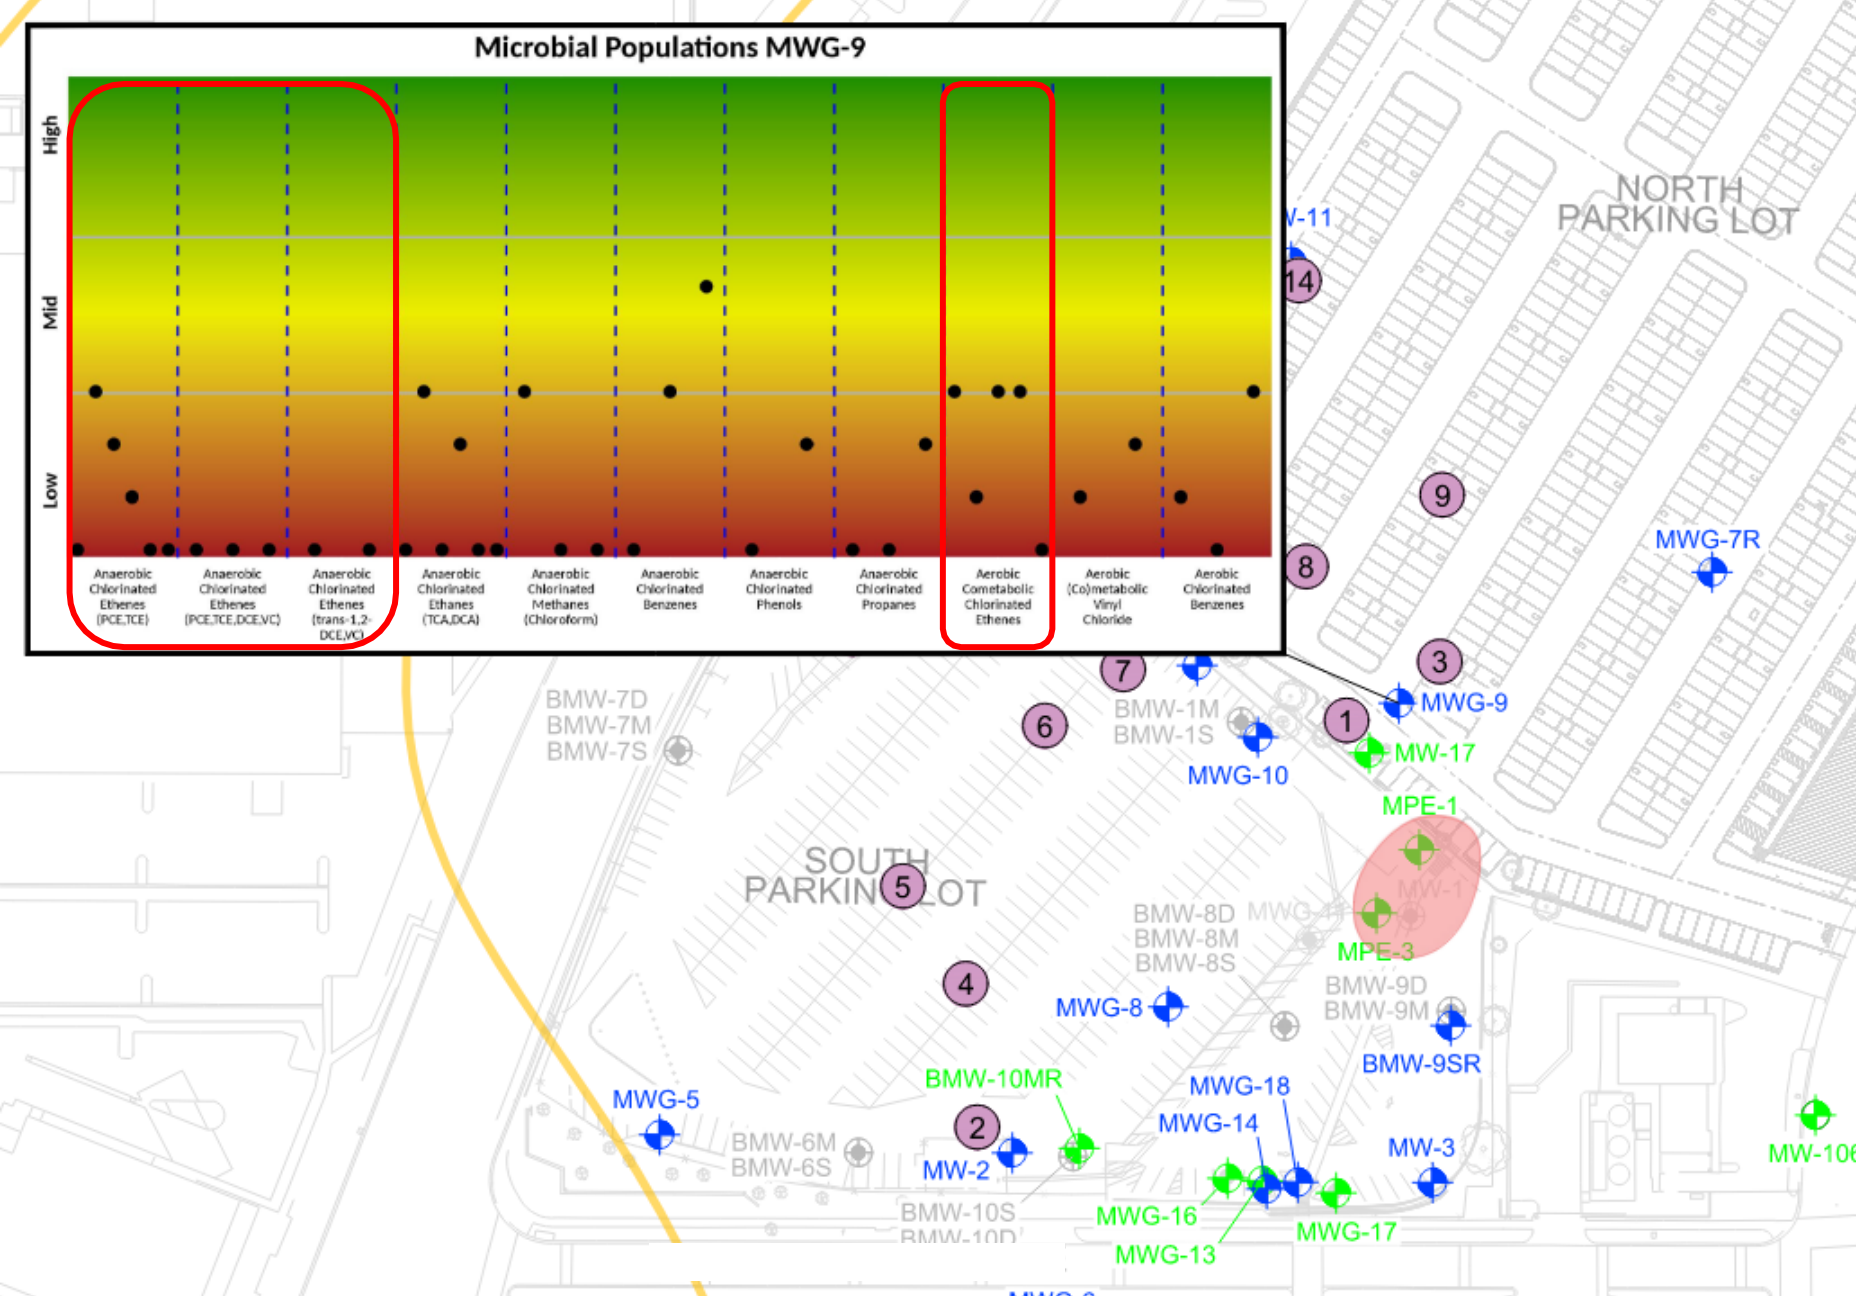 Microbial Populations MWG-9
High
Mid
Low
Anaerobic
Chlorinated
Ethenes
(PCE,TCE)
Anaerobic
Chlorinated
Ethenes
(PCE,TCE,DCE,VC)
Anaerobic
Chlorinated
Ethenes
(trans-1,2-
DCE,VC)
Anaerobic
Chlorinated
Ethanes
(TCA,DCA)
Anaerobic
Chlorinated
Methanes
(Chloroform)
Anaerobic
Chlorinated
Benzenes
Anaerobic
Chlorinated
Phenols
Anaerobic
Chlorinated
Propanes
Aerobic
Cometabolic
Chlorinated
Ethenes
Aerobic
(Co)metabolic
Vinyl
Chloride
Aerobic
Chlorinated
Benzenes
NORTH
PARKING LOT
-11
14
9
MWG-7R
8
3
MWG-9
7
1
BMW-7D
BMW-7M
BMW-7S
6
BMW-1M
BMW-1S
MWG-10
MW-17
MPE-1
SOUTH
PARKING LOT
5
MW-1
BMW-8D
BMW-8M
BMW-8S
MPE-3
4
MWG-8
BMW-9D
BMW-9M
BMW-9SR
BMW-10MR
MWG-18
MWG-14
MWG-5
2
BMW-6M
BMW-6S
MW-2
MW-3
MW-106
BMW-10S
BMW-10D
MWG-16
MWG-17
MWG-13